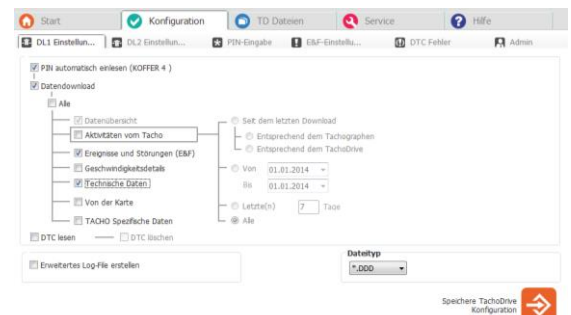 Start Konfiguration TD Dateien Service Hilfe
DL1 Einstellun... DL2 Einstellun... PIN-Eingabe E&F-Einstellu... DTC Fehler Admin
PIN automatisch einlesen (KOFFER 4 )
Datendownload
Alle
Datenübersicht
Aktivitäten vom Tacho
Ereignisse und Störungen (E&F)
Geschwindigkeitsdetails
Technische Daten
Von der Karte
TACHO Spezifische Daten
Seit dem letzten Download
Entsprechend dem Tachographen
Entsprechend dem TachoDrive
Von 01.01.2014
Bis 01.01.2014
Letzte(n) 7 Tage
Alle
DTC lesen DTC löschen
Erweitertes Log-File erstellen
Dateityp
*.DDD
Speichere TachoDrive
Konfiguration